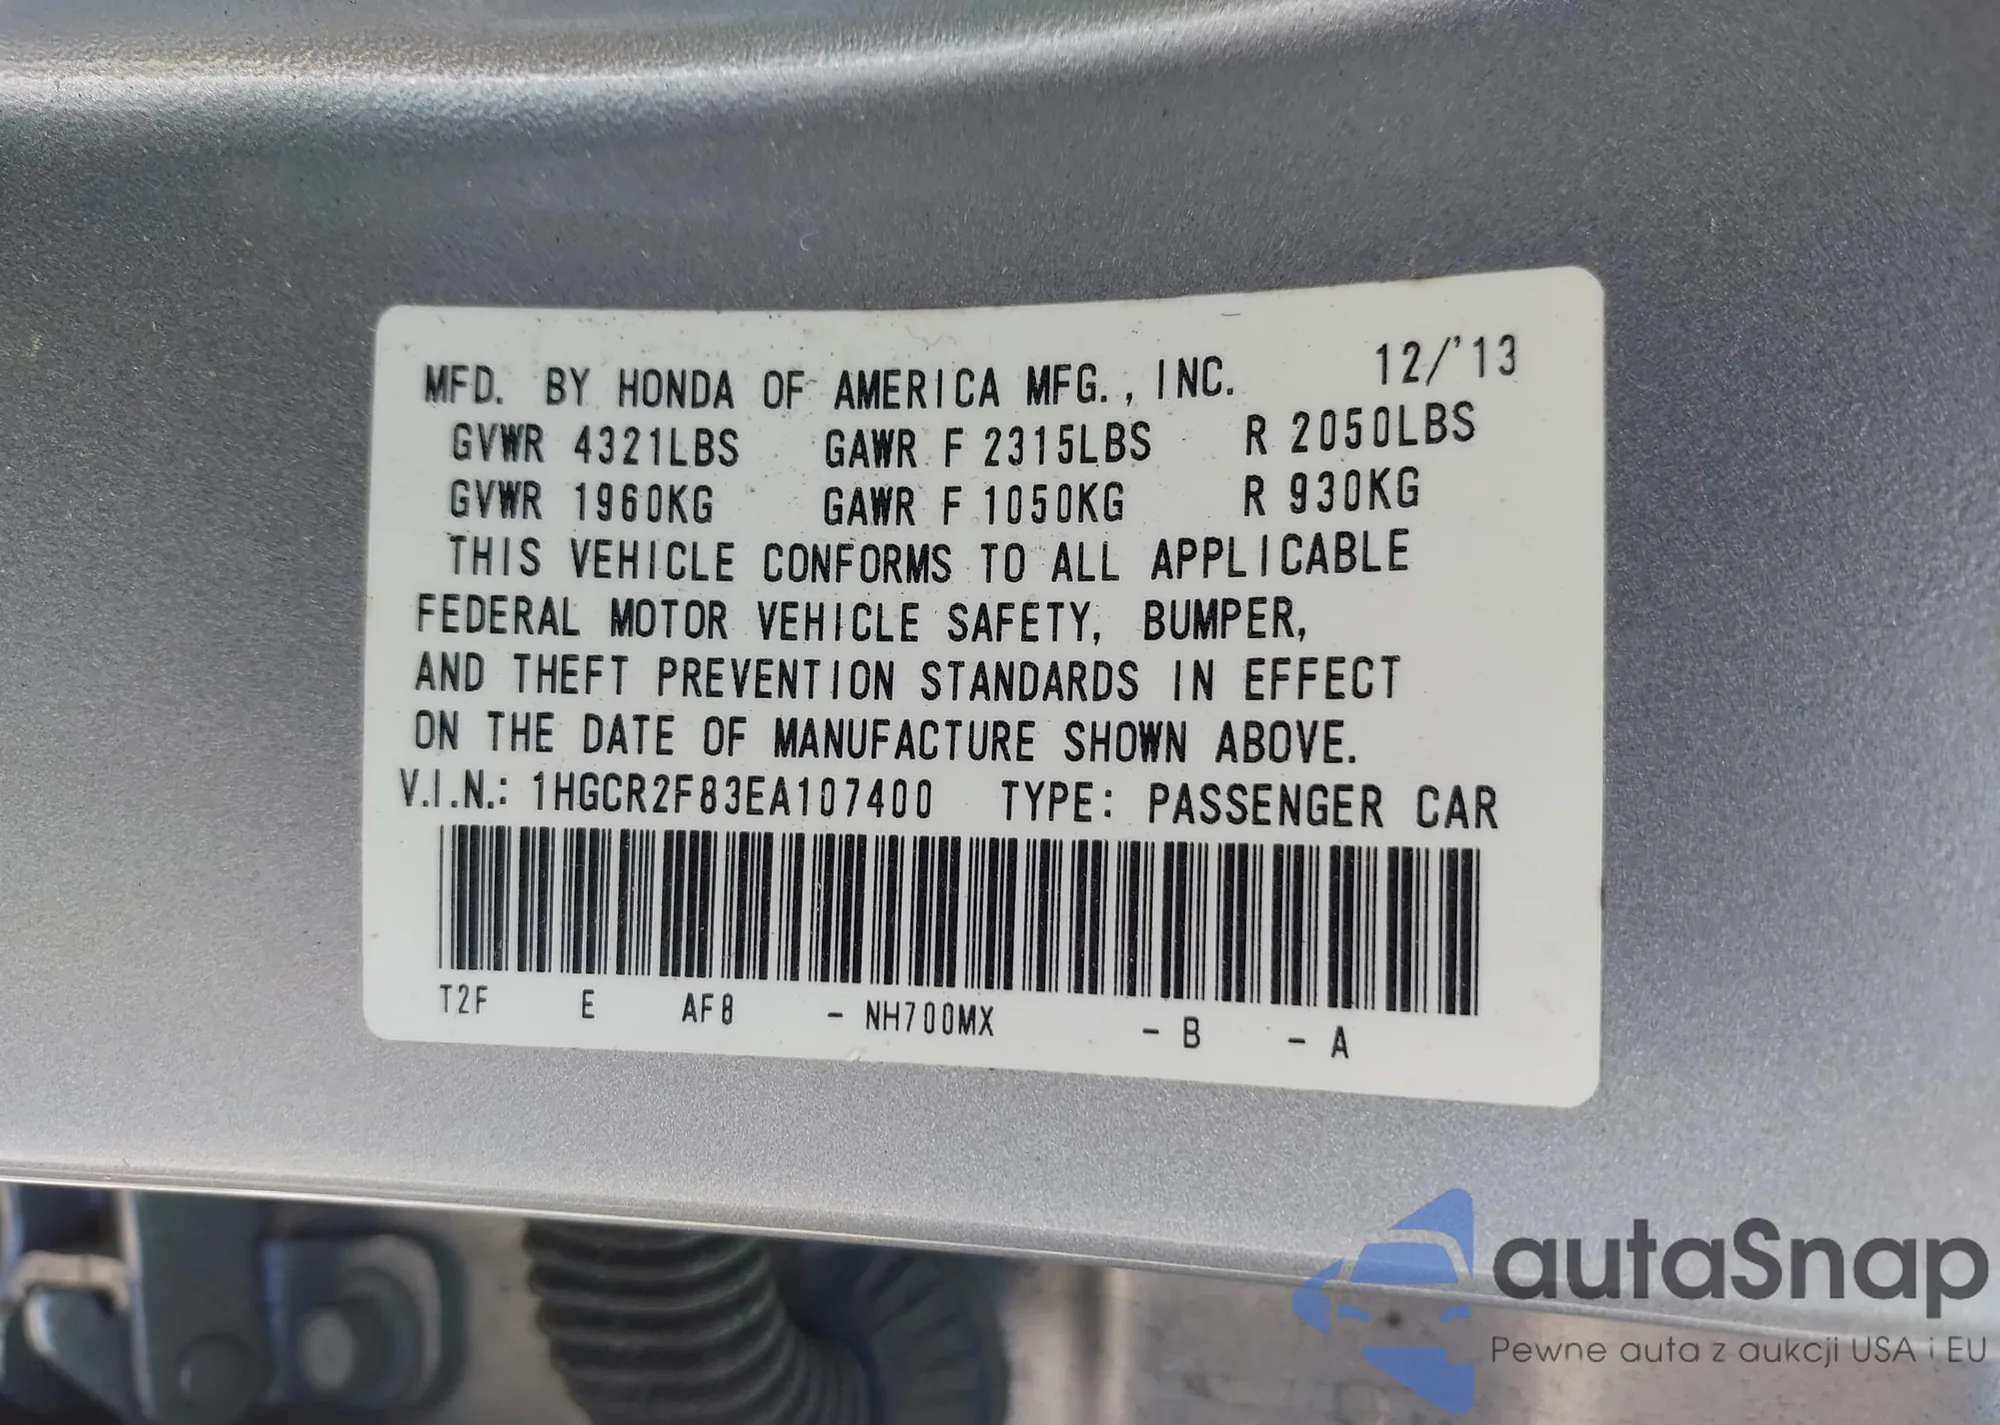 MFD. BY HONDA OF AMERICA MFG., INC. 12/'13
GVWR 4321LBS GAWR F 2315LBS R 2050LBS
GVWR 1960KG GAWR F 1050KG R 930KG
THIS VEHICLE CONFORMS TO ALL APPLICABLE
FEDERAL MOTOR VEHICLE SAFETY, BUMPER,
AND THEFT PREVENTION STANDARDS IN EFFECT
ON THE DATE OF MANUFACTURE SHOWN ABOVE.
V.I.N.: 1HGCR2F83EA107400 TYPE: PASSENGER CAR
T2F E AF8 - NH700MX - B - A
autaSnap
Pewne auta z aukcji USA i EU